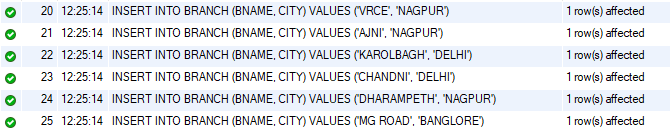 20 12:25:14 INSERT INTO BRANCH (BNAME, CITY) VALUES ('VRCE', 'NAGPUR') 1 row(s) affected
21 12:25:14 INSERT INTO BRANCH (BNAME, CITY) VALUES ('AJNI', 'NAGPUR') 1 row(s) affected
22 12:25:14 INSERT INTO BRANCH (BNAME, CITY) VALUES ('KAROLBAGH', 'DELHI') 1 row(s) affected
23 12:25:14 INSERT INTO BRANCH (BNAME, CITY) VALUES ('CHANDNI', 'DELHI') 1 row(s) affected
24 12:25:14 INSERT INTO BRANCH (BNAME, CITY) VALUES ('DHARAMPETH', 'NAGPUR') 1 row(s) affected
25 12:25:14 INSERT INTO BRANCH (BNAME, CITY) VALUES ('MG ROAD', 'BANGLORE') 1 row(s) affected